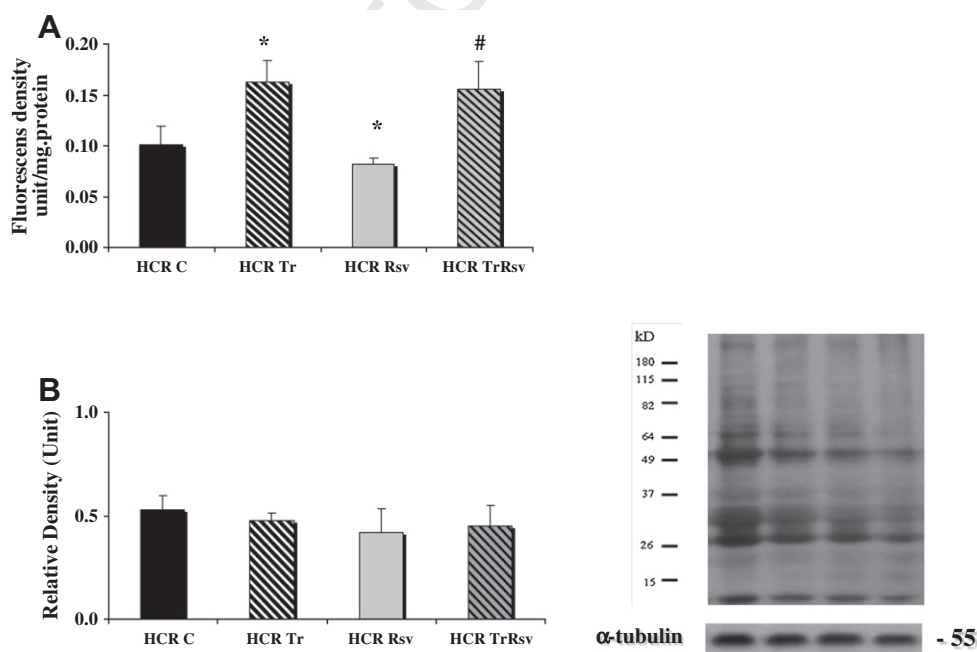 A
Fluorescens density
unit/mg.protein
0.20
0.15
0.10
0.05
0.00
*
*
#
HCR C
HCR Tr
HCR Rsv
HCR TrRsv
B
Relative Density (Unit)
1.0
0.5
0.0
HCR C
HCR Tr
HCR Rsv
HCR TrRsv
kD
180
115
82
64
49
37
26
15
α-tubulin
- 55